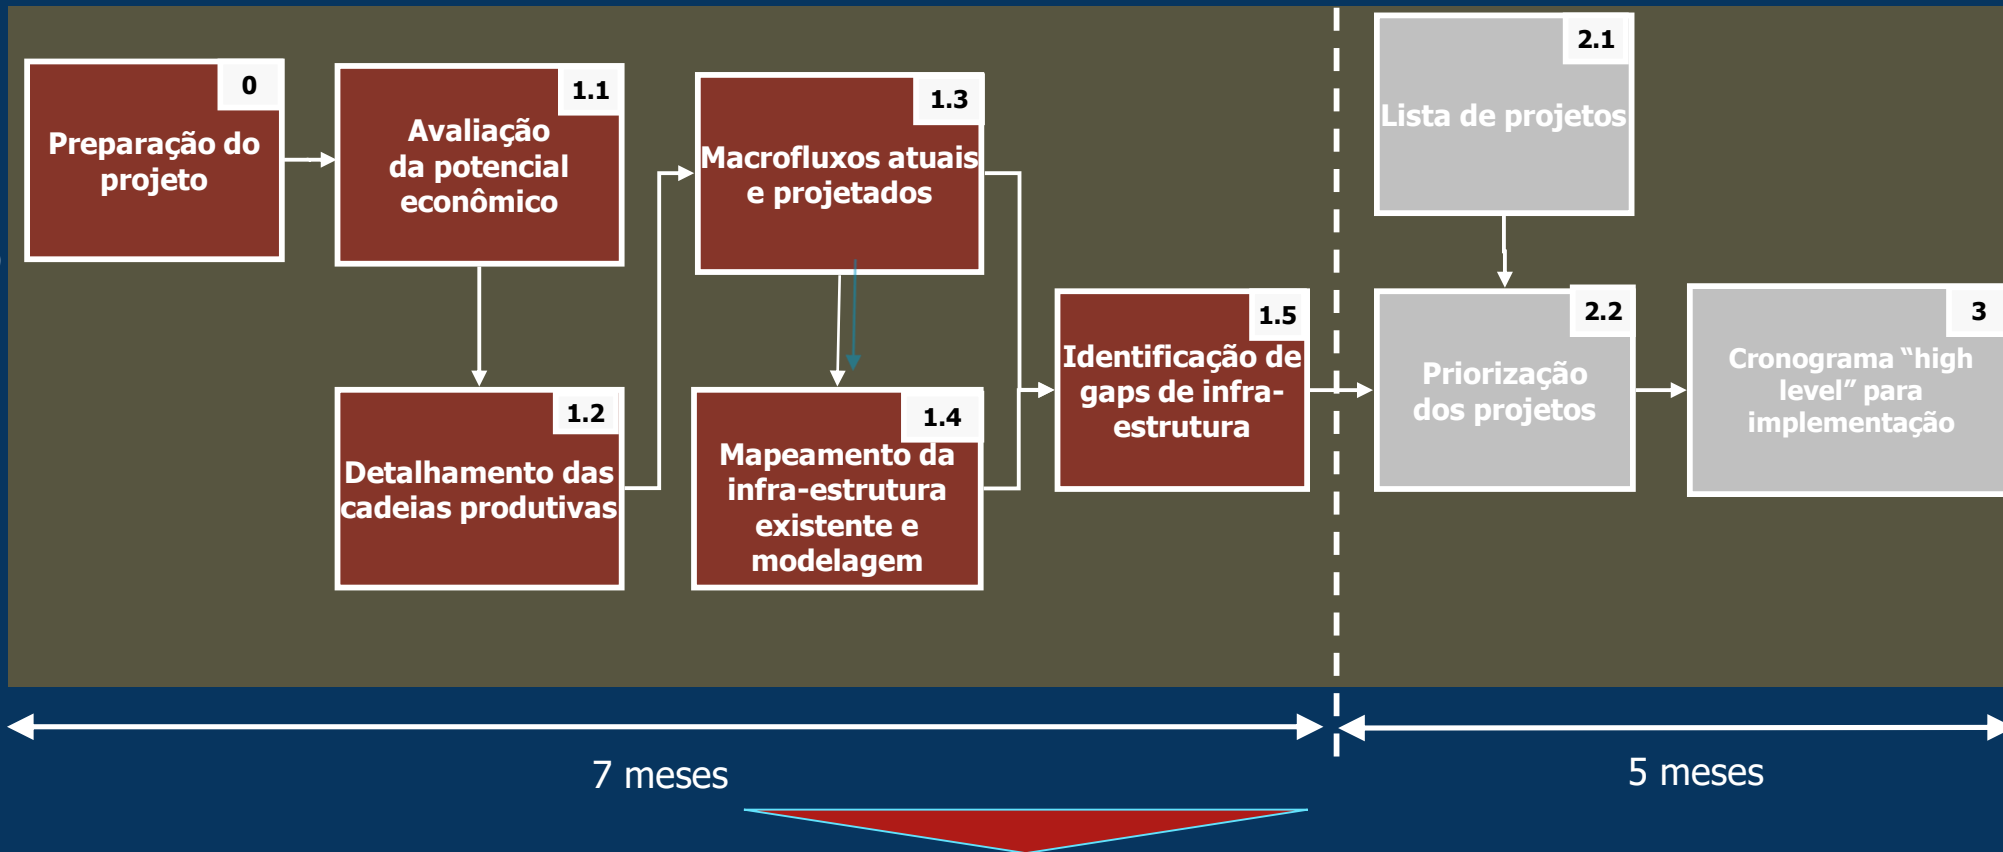 0
Preparação do
projeto
1.1
Avaliação
da potencial
econômico
1.2
Detalhamento das
cadeias produtivas
1.3
Macrofluxos atuais
e projetados
1.4
Mapeamento da
infra-estrutura
existente e
modelagem
1.5
Identificação de
gaps de infra-
estrutura
2.1
Lista de projetos
2.2
Priorização
dos projetos
3
Cronograma “high
level” para
implementação
7 meses
5 meses